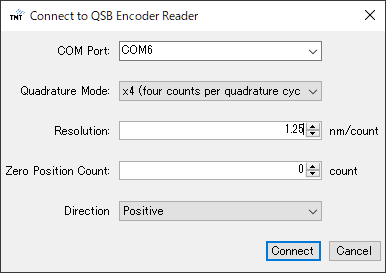 TNT Connect to QSB Encoder Reader
COM Port: COM6
Quadrature Mode: x4 (four counts per quadrature cyc
Resolution: 1.25 nm/count
Zero Position Count: 0 count
Direction Positive
Connect Cancel